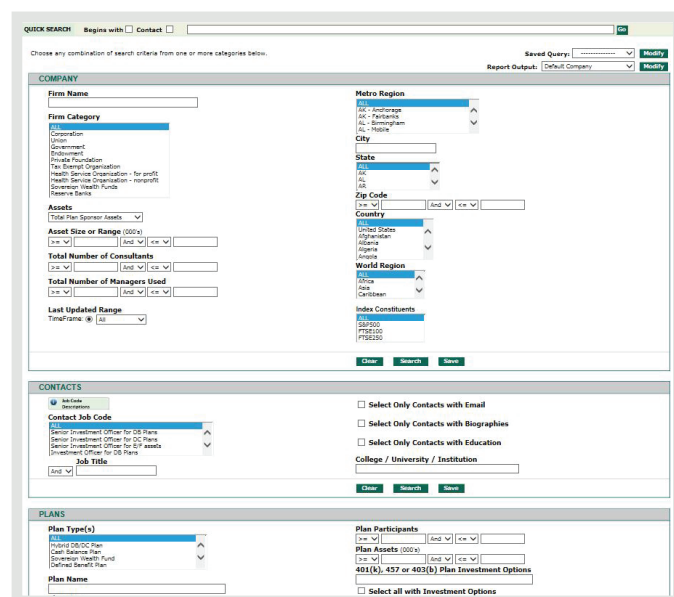 QUICK SEARCH Begins with Contact Go
Choose any combination of search criteria from one or more categories below.
Saved Query: -------------- Modify
Report Output: Default Company Modify
COMPANY
Firm Name
Firm Category
ALL
Corporation
Union
Government
Endowment
Private Foundation
Tax Exempt Organization
Health Service Organization - for profit
Health Service Organization - nonprofit
Sovereign Wealth Funds
Reserve Banks
Assets
Total Plan Sponsor Assets
Asset Size or Range (000's)
>= And <=
Total Number of Consultants
>= And <=
Total Number of Managers Used
>= And <=
Last Updated Range
TimeFrame: All
Metro Region
ALL
AK - Anchorage
AK - Fairbanks
AL - Birmingham
AL - Mobile
City
State
ALL
AK
AL
AR
Zip Code
>= And <=
Country
ALL
United States
Afghanistan
Albania
Algeria
Angola
World Region
ALL
Africa
Asia
Caribbean
Index Constituents
ALL
S&P500
FTSE100
FTSE250
Clear Search Save
CONTACTS
Job Code
Descriptions
Contact Job Code
ALL
Senior Investment Officer for DB Plans
Senior Investment Officer for DC Plans
Senior Investment Officer for E/F assets
Investment Officer for DB Plans
Job Title
And
Select Only Contacts with Email
Select Only Contacts with Biographies
Select Only Contacts with Education
College / University / Institution
Clear Search Save
PLANS
Plan Type(s)
ALL
Hybrid DB/DC Plan
Cash Balance Plan
Sovereign Wealth Fund
Defined Benefit Plan
Plan Name
Plan Participants
>= And <=
Plan Assets (000's)
>= And <=
401(k), 457 or 403(b) Plan Investment Options
Select all with Investment Options